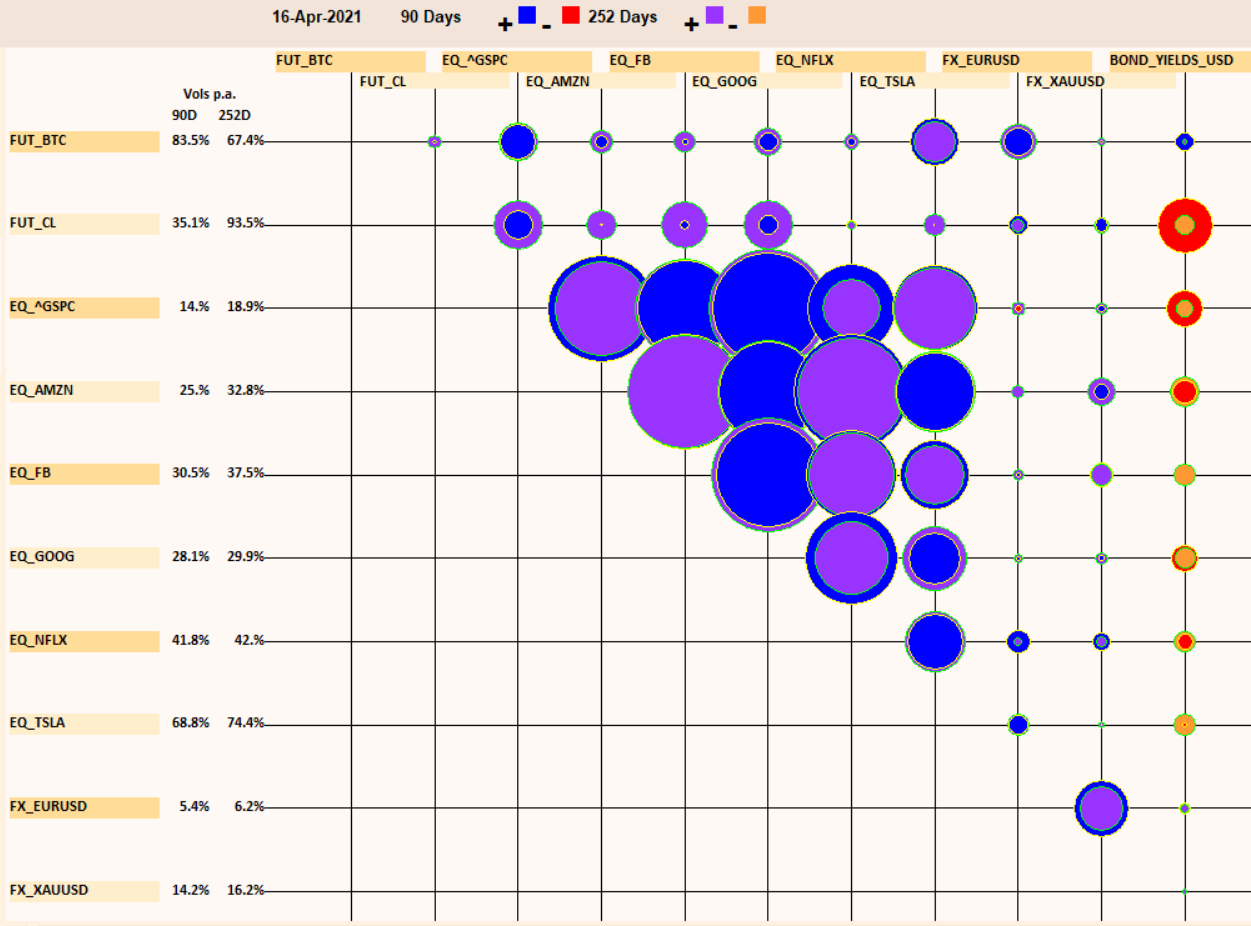 16-Apr-2021 90 Days + - 252 Days + -
FUT_BTC EQ_^GSPC EQ_FB EQ_NFLX FX_EURUSD BOND_YIELDS_USD
FUT_CL EQ_AMZN EQ_GOOG EQ_TSLA FX_XAUUSD
Vols p.a.
90D 252D
FUT_BTC 83.5% 67.4%
FUT_CL 35.1% 93.5%
EQ_^GSPC 14.% 18.9%
EQ_AMZN 25.% 32.8%
EQ_FB 30.5% 37.5%
EQ_GOOG 28.1% 29.9%
EQ_NFLX 41.8% 42.%
EQ_TSLA 68.8% 74.4%
FX_EURUSD 5.4% 6.2%
FX_XAUUSD 14.2% 16.2%